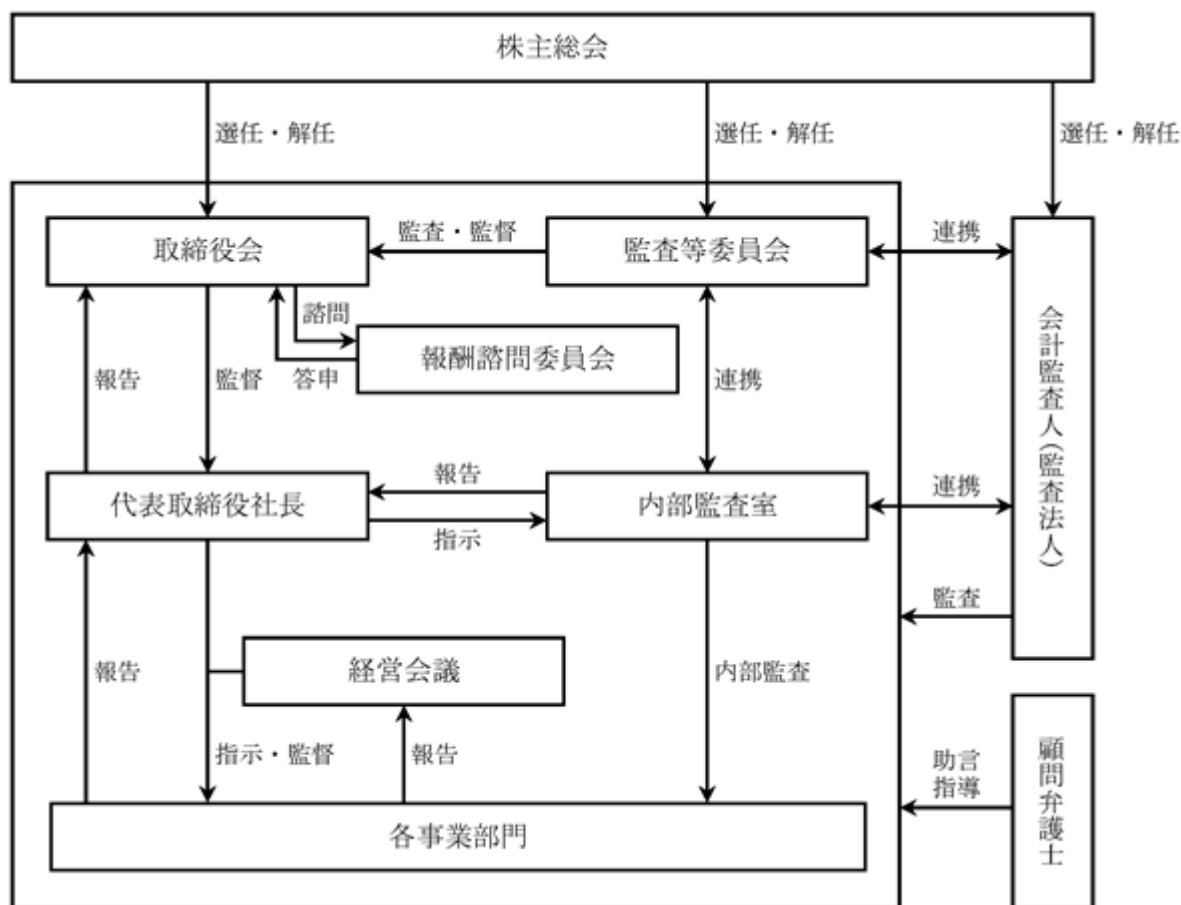 株主総会
選任・解任
選任・解任
選任・解任
取締役会
監査・監督
監査等委員会
連携
諮問
報酬諮問委員会
答申
報告
監督
連携
会計監査人(監査法人)
代表取締役社長
報告
指示
内部監査室
連携
監査
報告
経営会議
内部監査
指示・監督
報告
助言
指導
顧問弁護士
各事業部門